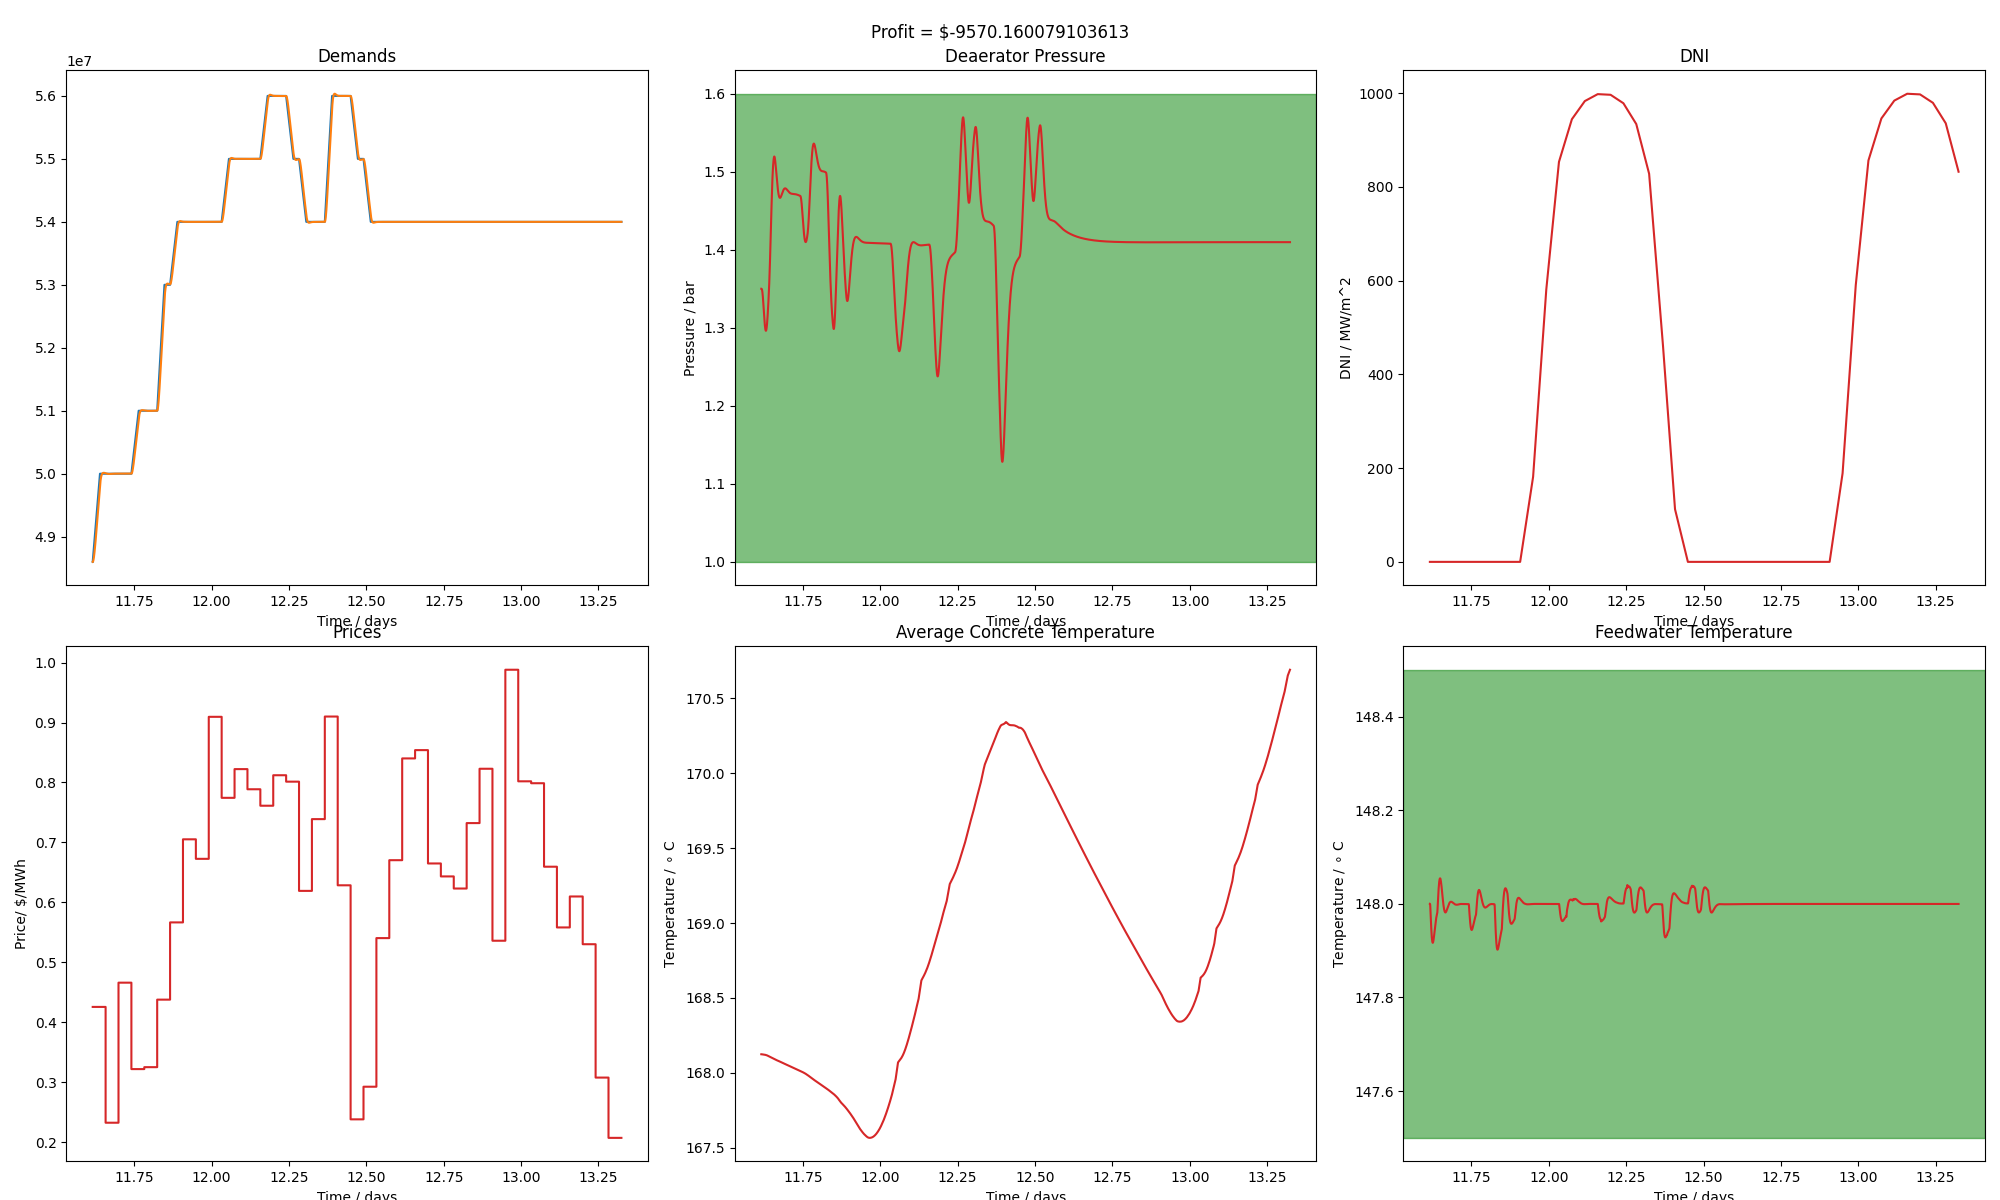 Profit = $-9570.160079103613
Demands
1e7
5.6
5.5
5.4
5.3
5.2
5.1
5.0
4.9
11.75 12.00 12.25 12.50 12.75 13.00 13.25
Time / days
Deaerator Pressure
Pressure / bar
1.6
1.5
1.4
1.3
1.2
1.1
1.0
11.75 12.00 12.25 12.50 12.75 13.00 13.25
Time / days
DNI
DNI / MW/m^2
1000
800
600
400
200
0
11.75 12.00 12.25 12.50 12.75 13.00 13.25
Time / days
Prices
Price/ $/MWh
1.0
0.9
0.8
0.7
0.6
0.5
0.4
0.3
0.2
11.75 12.00 12.25 12.50 12.75 13.00 13.25
Time / days
Average Concrete Temperature
Temperature / ∘ C
170.5
170.0
169.5
169.0
168.5
168.0
167.5
11.75 12.00 12.25 12.50 12.75 13.00 13.25
Time / days
Feedwater Temperature
Temperature / ∘ C
148.4
148.2
148.0
147.8
147.6
11.75 12.00 12.25 12.50 12.75 13.00 13.25
Time / days